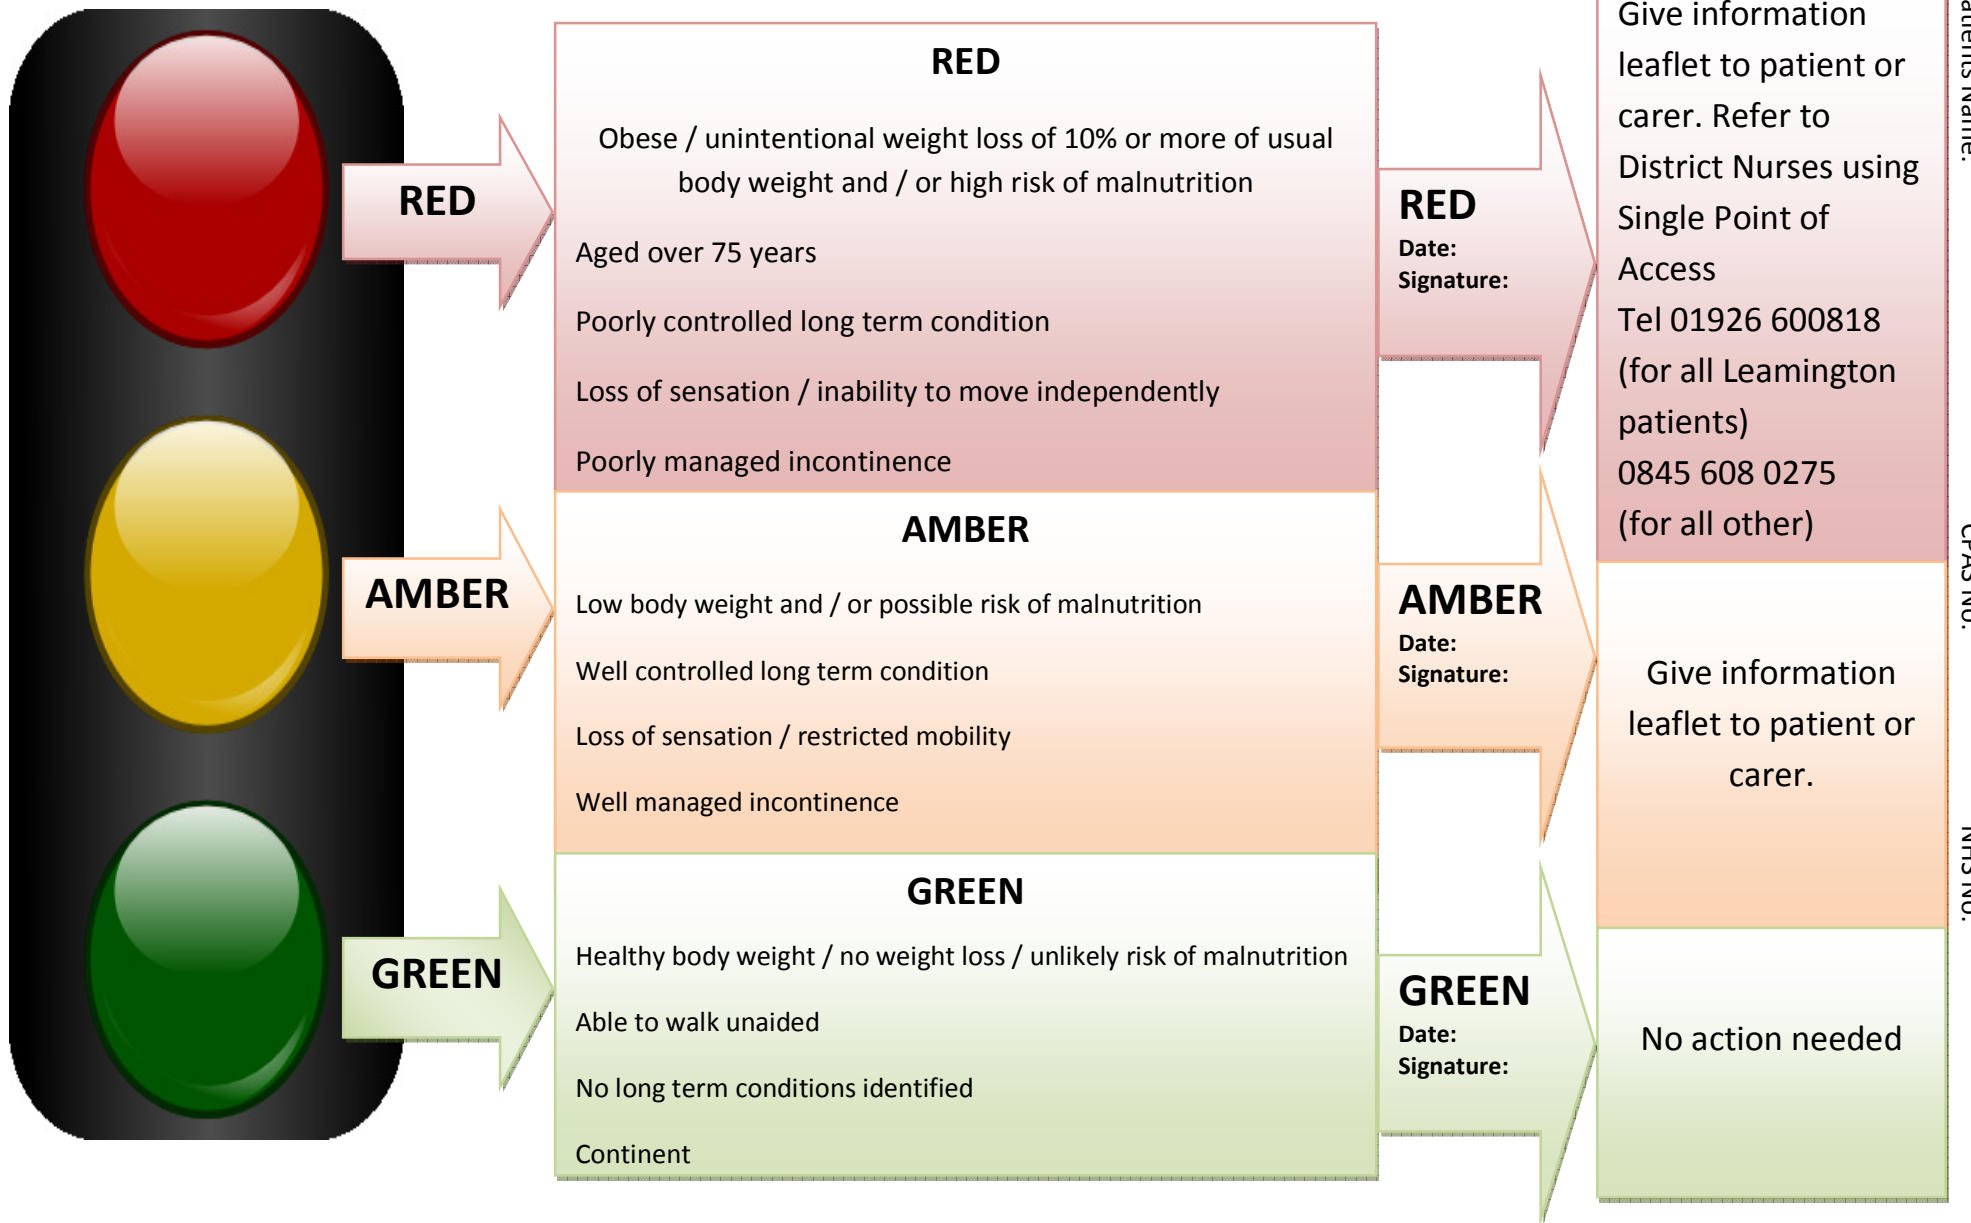 RED
RED
Obese / unintentional weight loss of 10% or more of usual
body weight and / or high risk of malnutrition
Aged over 75 years
Poorly controlled long term condition
Loss of sensation / inability to move independently
Poorly managed incontinence
RED
Date:
Signature:
Give information
leaflet to patient or
carer. Refer to
District Nurses using
Single Point of
Access
Tel 01926 600818
(for all Leamington
patients)
0845 608 0275
(for all other)
AMBER
AMBER
Low body weight and / or possible risk of malnutrition
Well controlled long term condition
Loss of sensation / restricted mobility
Well managed incontinence
AMBER
Date:
Signature:
Give information
leaflet to patient or
carer.
GREEN
GREEN
Healthy body weight / no weight loss / unlikely risk of malnutrition
Able to walk unaided
No long term conditions identified
Continent
GREEN
Date:
Signature:
No action needed
Name:
No.
No.